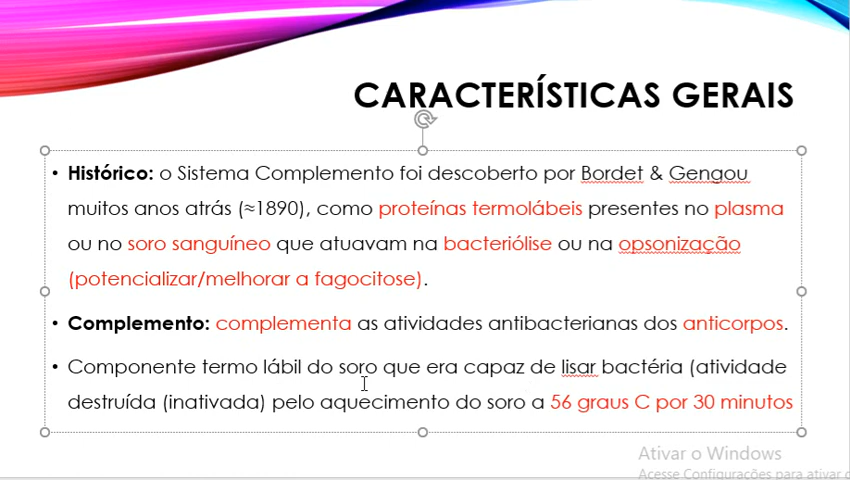 CARACTERÍSTICAS GERAIS
• Histórico: o Sistema Complemento foi descoberto por Bordet & Gengou
muitos anos atrás (≈1890), como proteínas termolábeis presentes no plasma
ou no soro sanguíneo que atuavam na bacteriólise ou na opsonização
(potencializar/melhorar a fagocitose).
• Complemento: complementa as atividades antibacterianas dos anticorpos.
• Componente termo lábil do soro que era capaz de lisar bactéria (atividade
destruída (inativada) pelo aquecimento do soro a 56 graus C por 30 minutos
Ativar o Windows
Acesse Configurações para ativar o